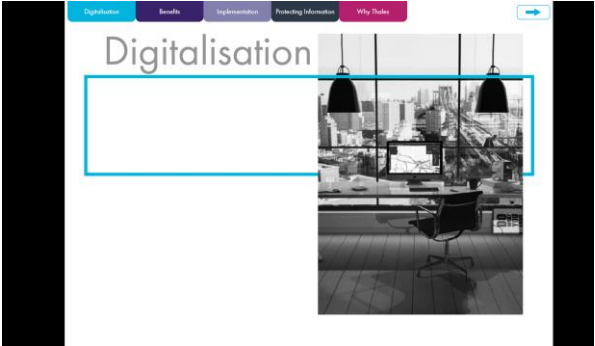 Digitalisation
Benefits
Implementation
Protecting Information
Why Thales
Digitalisation